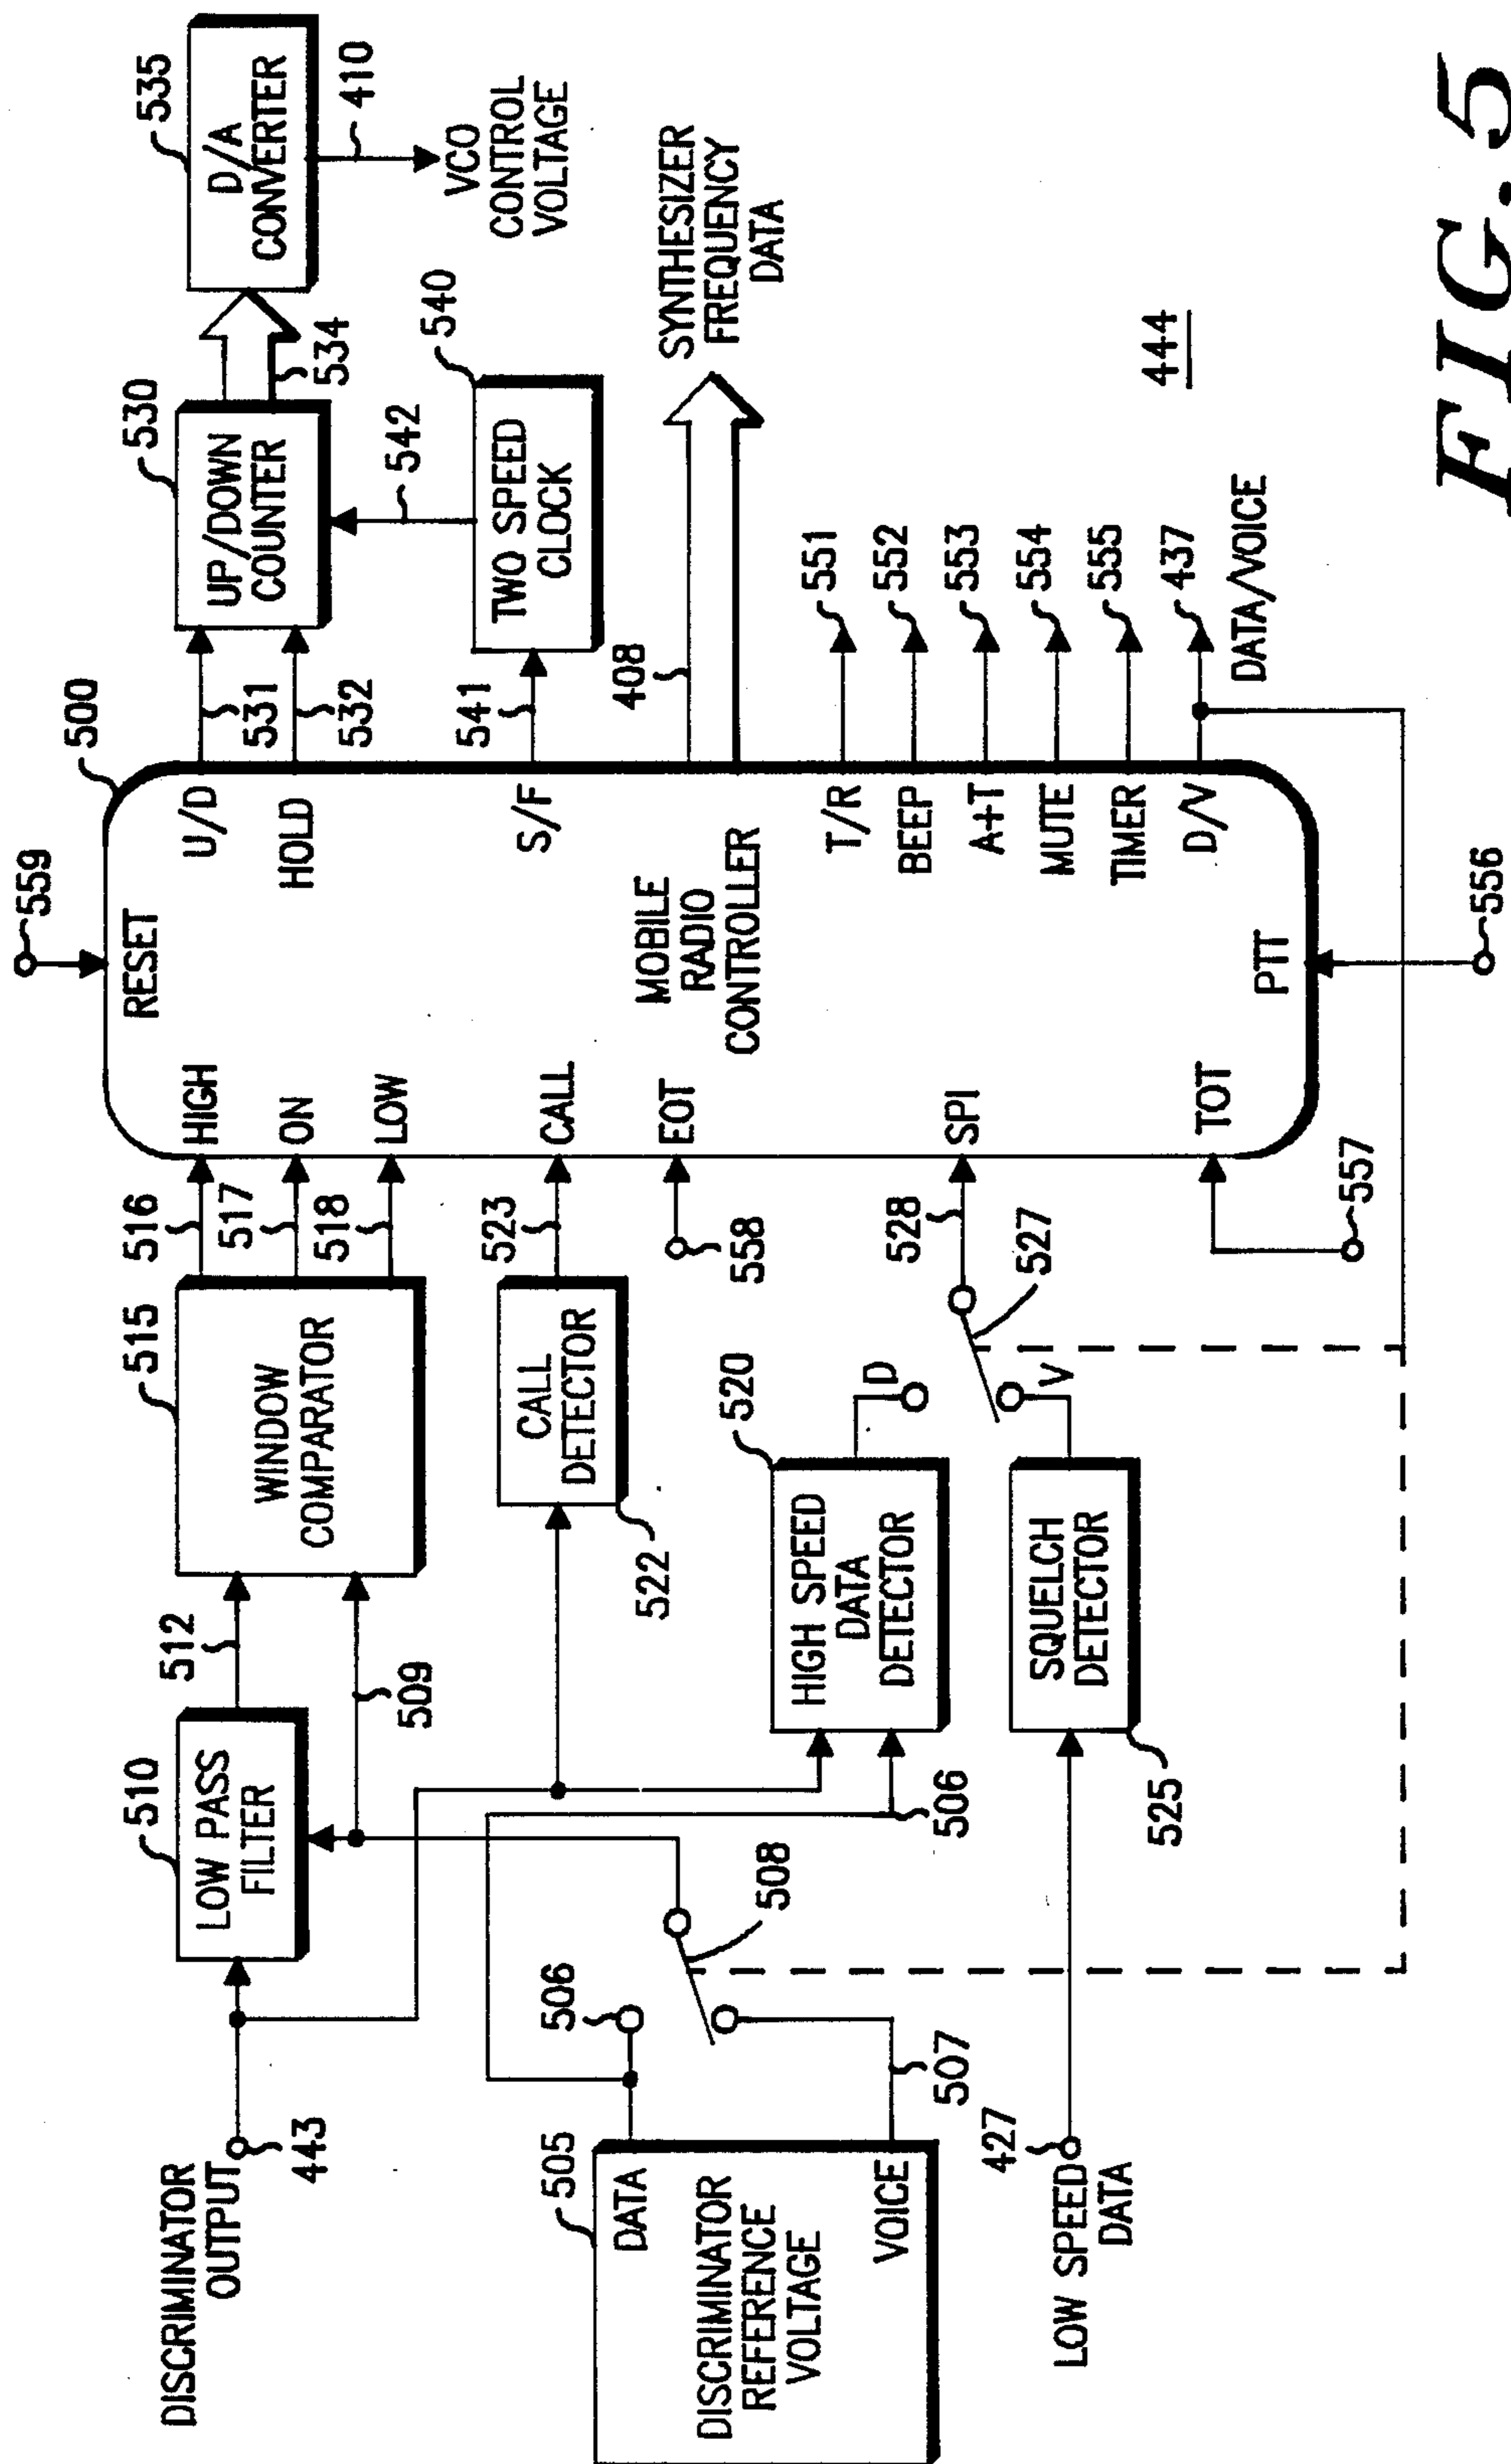 DISCRIMINATOR
OUTPUT
443
510
LOW PASS
FILTER
512
509
515
WINDOW
COMPARATOR
516
517
518
523
CALL
DETECTOR
522
558
505
DATA
DISCRIMINATOR
REFERENCE
VOLTAGE
VOICE
506
507
508
506
520
HIGH SPEED
DATA
DETECTOR
D
V
527
528
LOW SPEED
DATA
427
SQUELCH
DETECTOR
525
557
559
500
RESET
HIGH
ON
LOW
CALL
EOT
SPI
TOT
MOBILE
RADIO
CONTROLLER
PTT
556
U/D
HOLD
S/F
T/R
BEEP
A+T
MUTE
TIMER
D/V
531
532
541
408
530
UP/DOWN
COUNTER
534
535
D/A
CONVERTER
410
VCO
CONTROL
VOLTAGE
542
540
TWO SPEED
CLOCK
SYNTHESIZER
FREQUENCY
DATA
551
552
553
554
555
437
DATA/VOICE
444
FIG.5